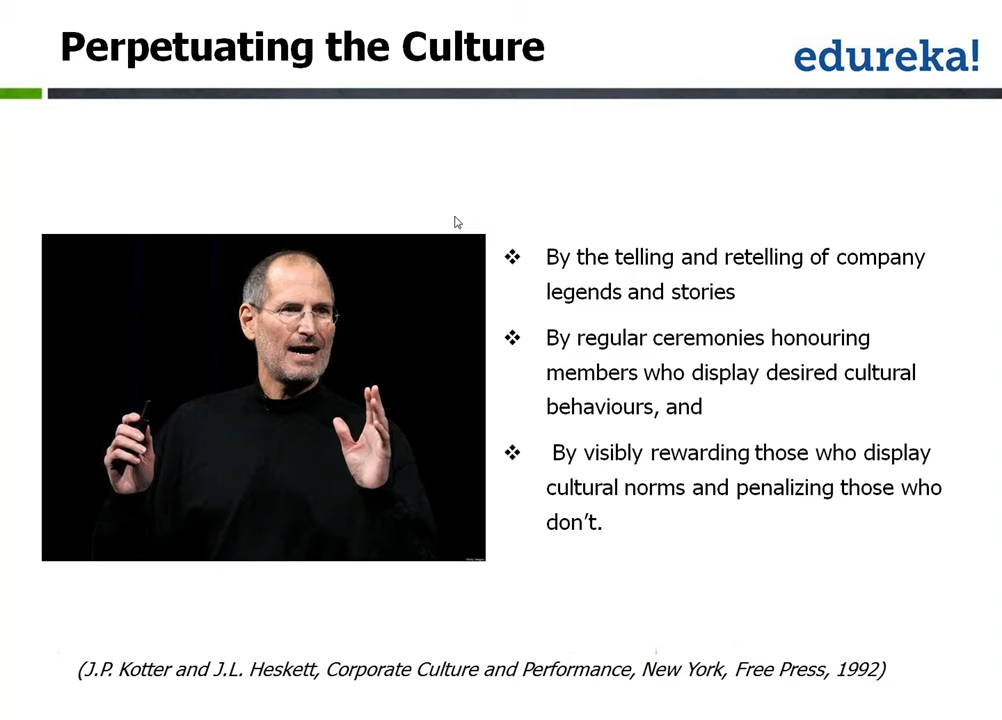 Perpetuating the Culture
edureka!
❖ By the telling and retelling of company
legends and stories
❖ By regular ceremonies honouring
members who display desired cultural
behaviours, and
❖ By visibly rewarding those who display
cultural norms and penalizing those who
don't.
(J.P. Kotter and J.L. Heskett, Corporate Culture and Performance, New York, Free Press, 1992)